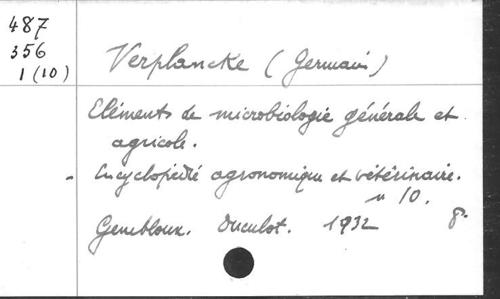 487
356
1(10)
Verplancke (Germain)
Eléments de microbiologie générale et
agricole.
- Encyclopédie agronomique et vétérinaire.
n 10.
Gembloux. Duculot. 1932 8°.